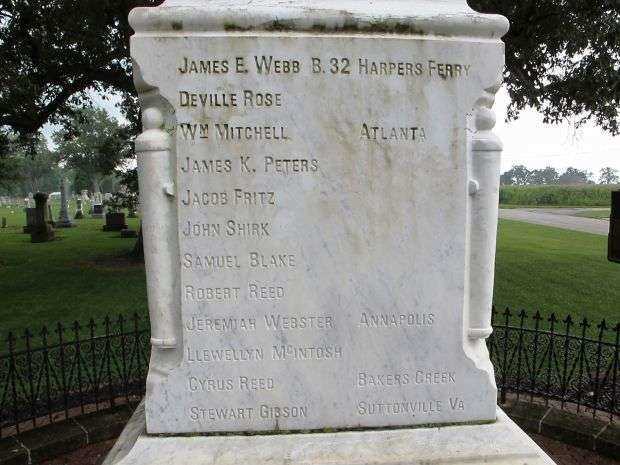 JAMES E. WEBB B. 32 HARPERS FERRY
DEVILLE ROSE
WM MITCHELL ATLANTA
JAMES K. PETERS
JACOB FRITZ
JOHN SHIRK
SAMUEL BLAKE
ROBERT REED
JEREMIAH WEBSTER ANNAPOLIS
LLEWELLYN MCINTOSH
CYRUS REED BAKERS CREEK
STEWART GIBSON SUTTONVILLE VA